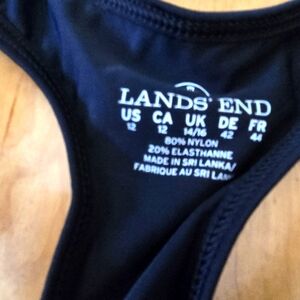 LANDS' END
US CA UK DE FR
12 12 14/16 42 44
80% NYLON
20% ELASTHANNE
MADE IN SRI LANKA/
FABRIQUE AU SRI LAN